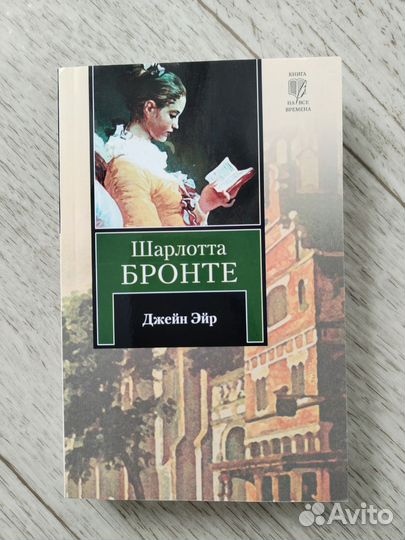 КНИГА
НА ВСЕ
ВРЕМЕНА
Шарлотта
БРОНТЕ
Джейн Эйр
Avito